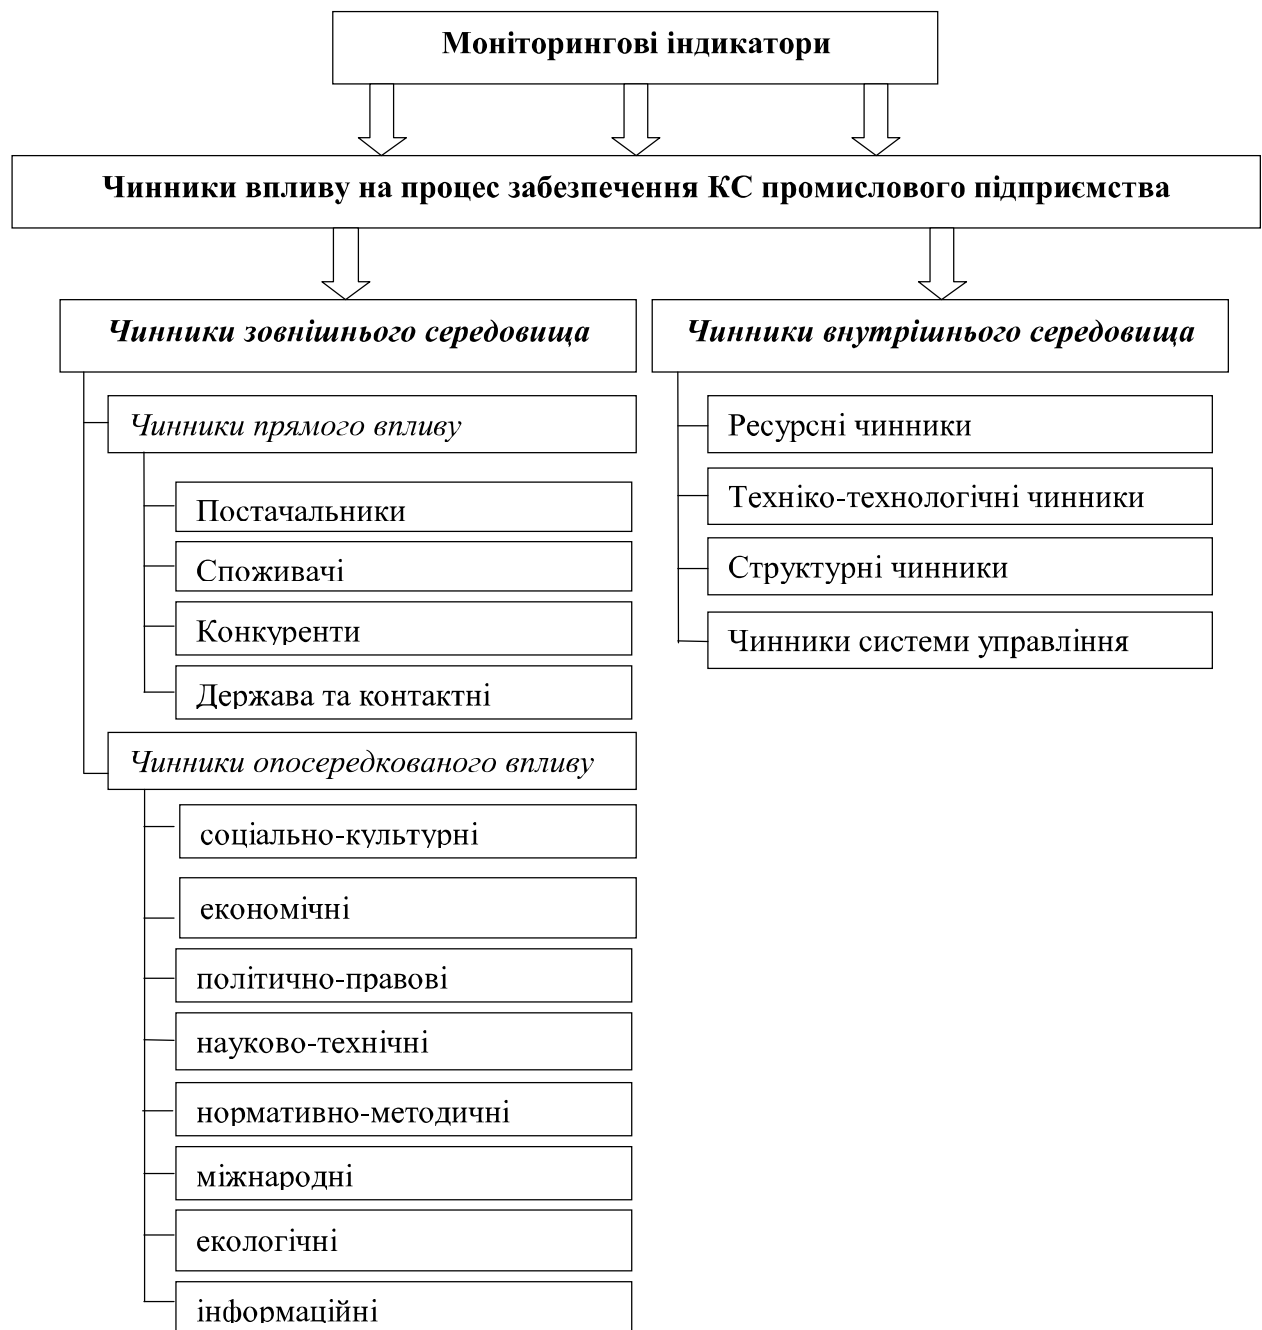 Моніторингові індикатори
Чинники впливу на процес забезпечення КС промислового підприємства
Чинники зовнішнього середовища
Чинники прямого впливу
Постачальники
Споживачі
Конкуренти
Держава та контактні
Чинники опосередкованого впливу
соціально-культурні
економічні
політично-правові
науково-технічні
нормативно-методичні
міжнародні
екологічні
інформаційні
Чинники внутрішнього середовища
Ресурсні чинники
Техніко-технологічні чинники
Структурні чинники
Чинники системи управління